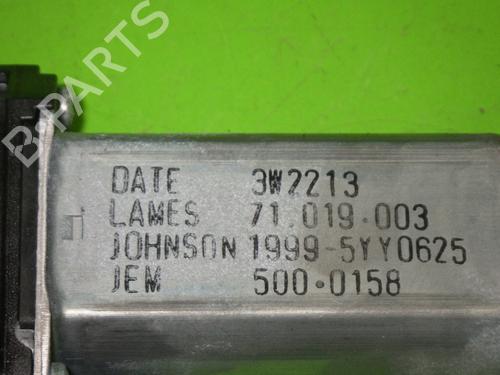 B-PARTS
DATE 3W2213
LAMES 71.019.003
JOHNSON 1999-5YY0625
JEM 500.0158